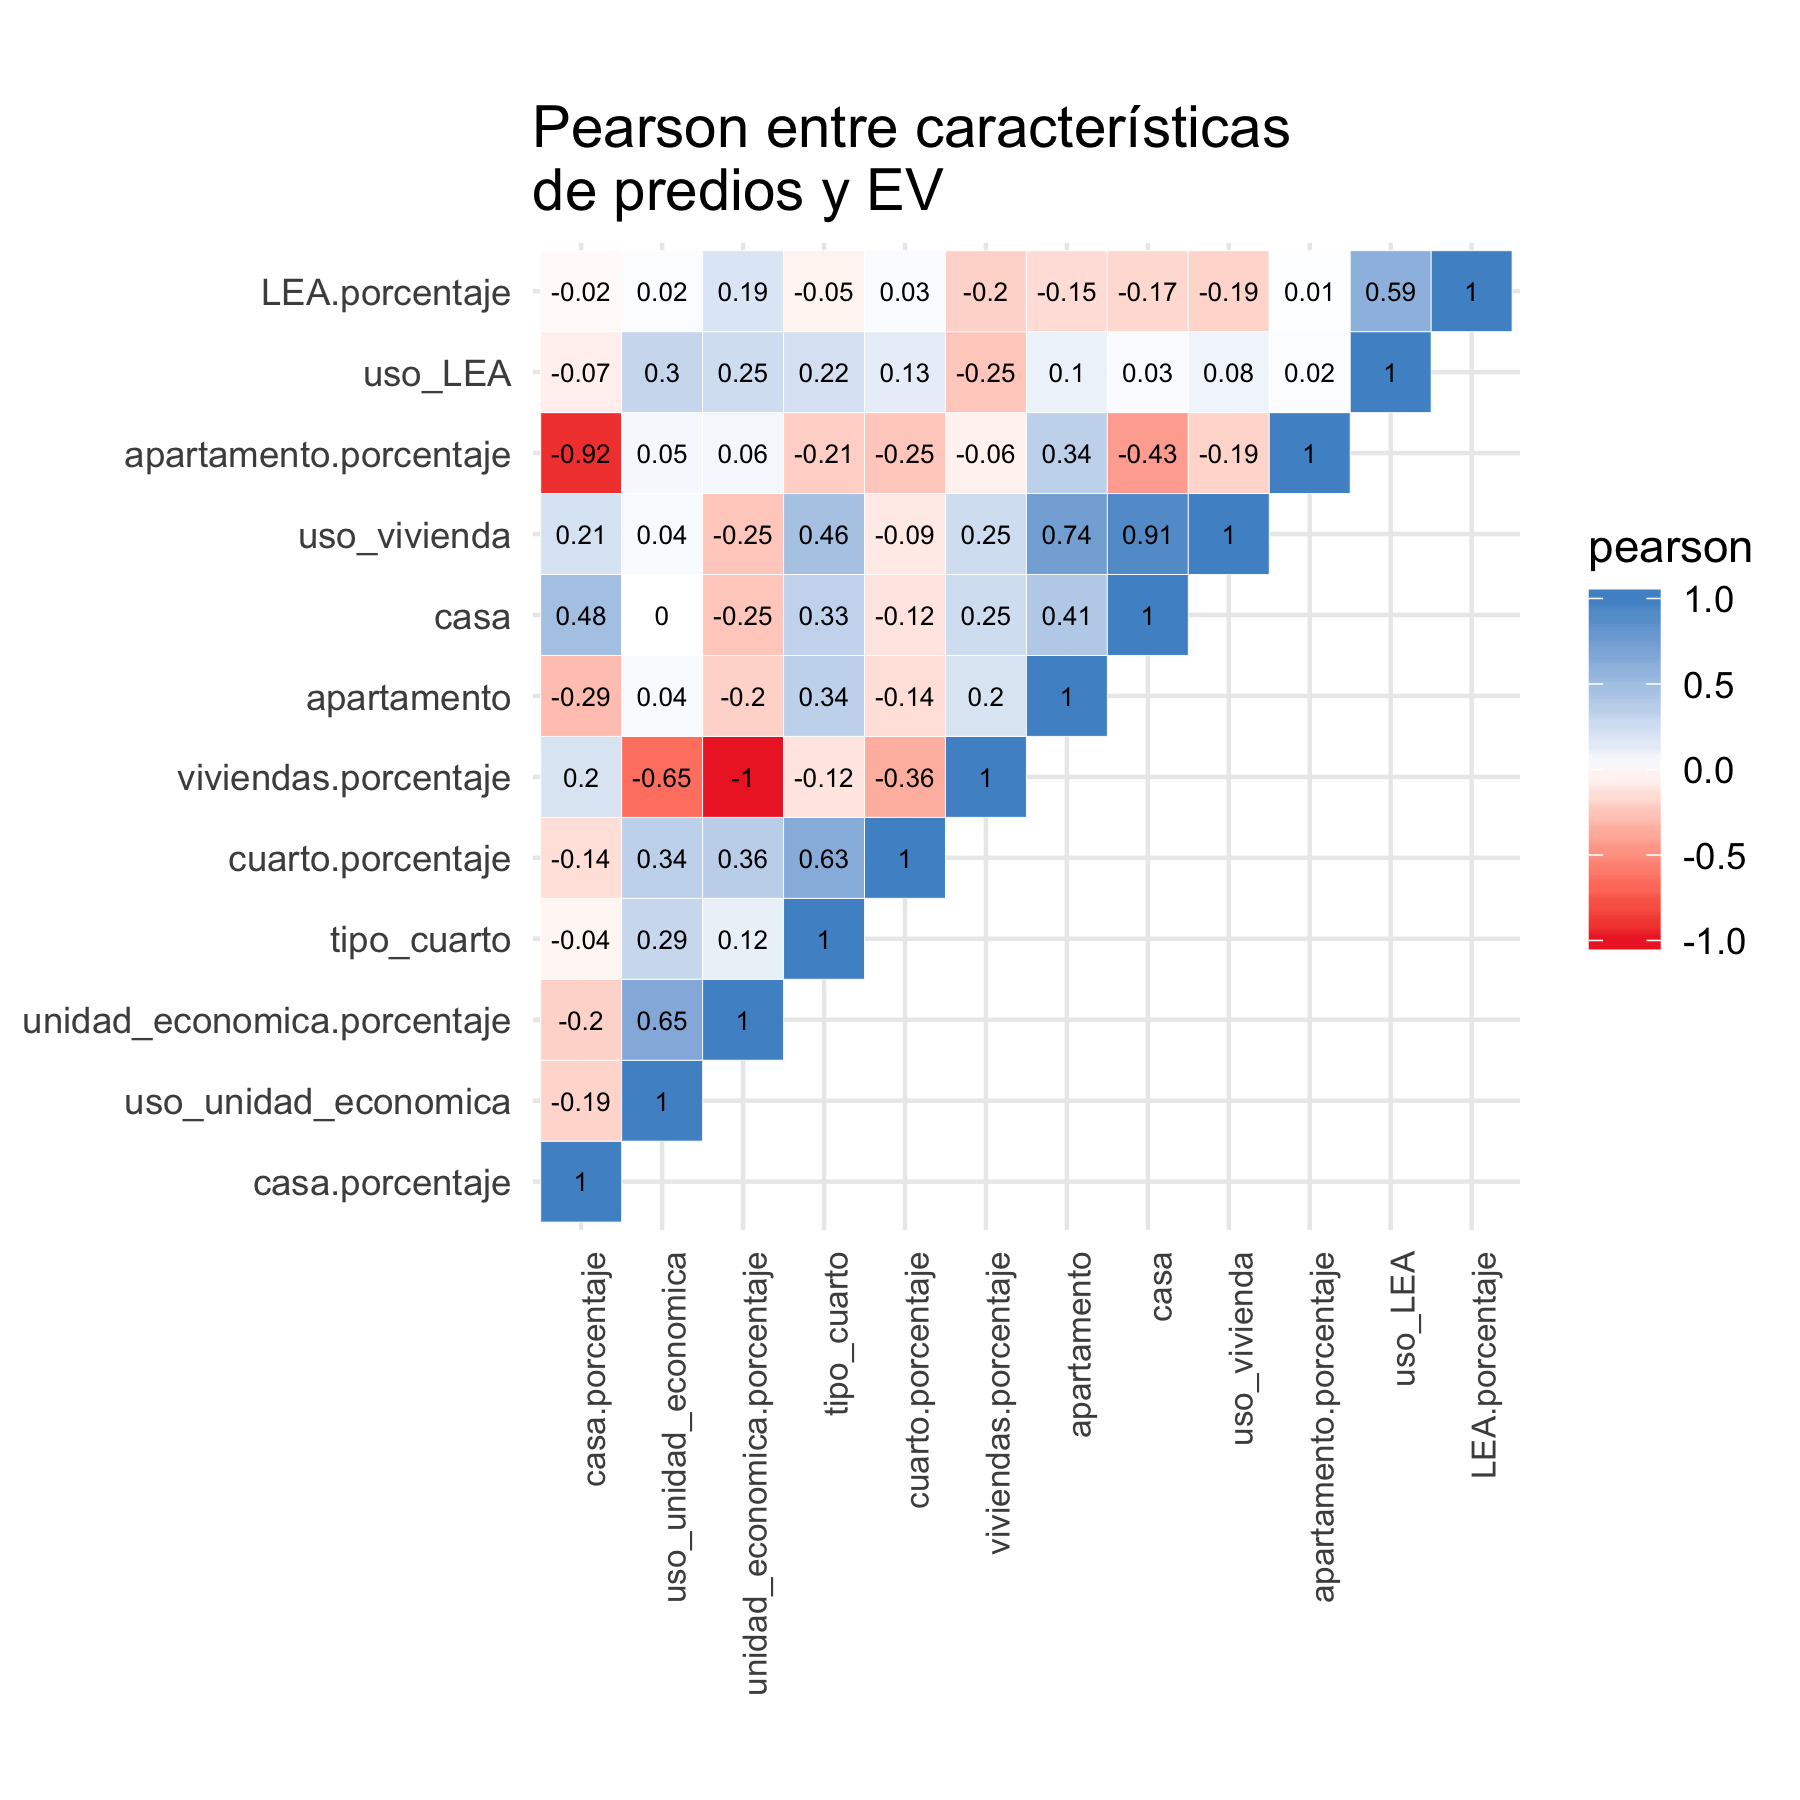 Pearson entre características
de predios y EV
LEA.porcentaje -0.02 0.02 0.19 -0.05 0.03 -0.2 -0.15 -0.17 -0.19 0.01 0.59 1
uso_LEA -0.07 0.3 0.25 0.22 0.13 -0.25 0.1 0.03 0.08 0.02 1
apartamento.porcentaje -0.92 0.05 0.06 -0.21 -0.25 -0.06 0.34 -0.43 -0.19 1
uso_vivienda 0.21 0.04 -0.25 0.46 -0.09 0.25 0.74 0.91 1
casa 0.48 0 -0.25 0.33 -0.12 0.25 0.41 1
apartamento -0.29 0.04 -0.2 0.34 -0.14 0.2 1
viviendas.porcentaje 0.2 -0.65 -1 -0.12 -0.36 1
cuarto.porcentaje -0.14 0.34 0.36 0.63 1
tipo_cuarto -0.04 0.29 0.12 1
unidad_economica.porcentaje -0.2 0.65 1
uso_unidad_economica -0.19 1
casa.porcentaje 1
casa.porcentaje
uso_unidad_economica
unidad_economica.porcentaje
tipo_cuarto
cuarto.porcentaje
viviendas.porcentaje
apartamento
casa
uso_vivienda
apartamento.porcentaje
uso_LEA
LEA.porcentaje
pearson
1.0
0.5
0.0
-0.5
-1.0